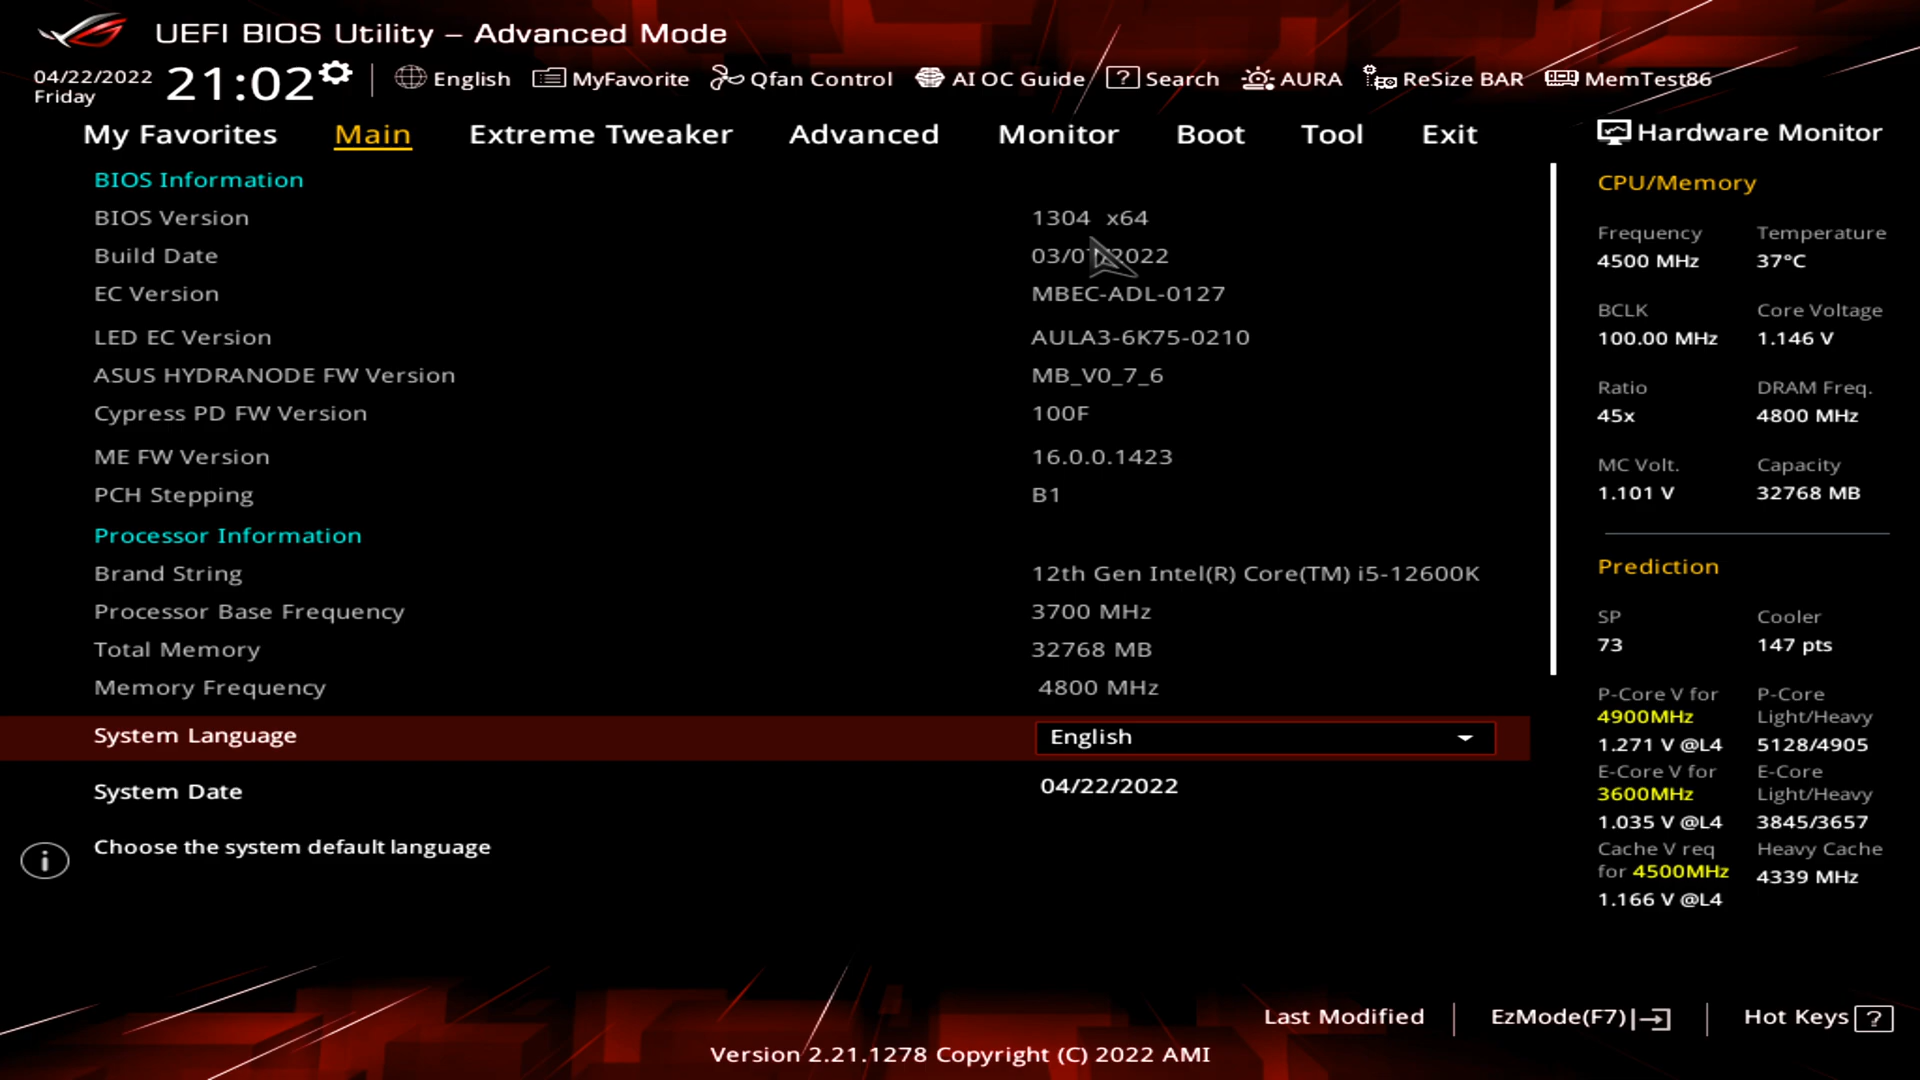 UEFI BIOS Utility – Advanced Mode
04/22/2022
Friday
21:02
English
MyFavorite
Qfan Control
AI OC Guide
? Search
AURA
ReSize BAR
MemTest86
My Favorites
Main
Extreme Tweaker
Advanced
Monitor
Boot
Tool
Exit
BIOS Information
BIOS Version 1304 x64
Build Date 2022
EC Version MBEC-ADL-0127
LED EC Version AULA3-6K75-0210
ASUS HYDRANODE FW Version MB_V0_7_6
Cypress PD FW Version 100F
ME FW Version 16.0.0.1423
PCH Stepping B1
Processor Information
Brand String 12th Gen Intel(R) Core(TM) i5-12600K
Processor Base Frequency 3700 MHz
Total Memory 32768 MB
Memory Frequency 4800 MHz
System Language English
System Date 04/22/2022
i
Choose the system default language
Hardware Monitor
CPU/Memory
Frequency Temperature
4500 MHz 37°C
BCLK Core Voltage
100.00 MHz 1.146 V
Ratio DRAM Freq.
45x 4800 MHz
MC Volt. Capacity
1.101 V 32768 MB
Prediction
SP Cooler
73 147 pts
P-Core V for P-Core
4900MHz Light/Heavy
1.271 V @L4 5128/4905
E-Core V for E-Core
3600MHz Light/Heavy
1.035 V @L4 3845/3657
Cache V req Heavy Cache
for 4500MHz 4339 MHz
1.166 V @L4
Last Modified
EzMode(F7)
Hot Keys ?
Version 2.21.1278 Copyright (C) 2022 AMI